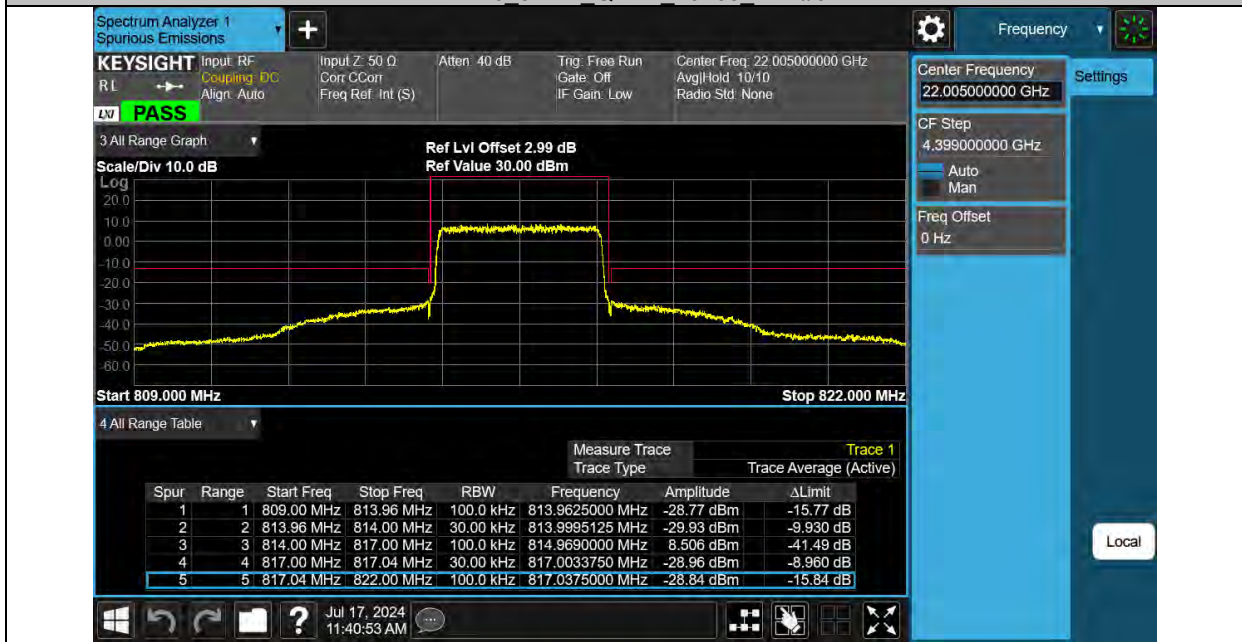 Spectrum Analyzer 1
Spurious Emissions
Frequency
KEYSIGHT
RL
LXI
PASS
Input: RF
Coupling: DC
Align: Auto
Input Z: 50 Ω
Corr CCorr
Freq Ref: Int (S)
Atten: 40 dB
Trig: Free Run
Gate: Off
IF Gain: Low
Center Freq: 22.005000000 GHz
Avg|Hold: 10/10
Radio Std: None
Center Frequency
22.005000000 GHz
Settings
CF Step
4.399000000 GHz
Auto
Man
Freq Offset
0 Hz
Local
3 All Range Graph
Scale/Div 10.0 dB
Ref Lvl Offset 2.99 dB
Ref Value 30.00 dBm
Log
20.0
10.0
0.00
-10.0
-20.0
-30.0
-40.0
-50.0
-60.0
Start 809.000 MHz
Stop 822.000 MHz
4 All Range Table
Measure Trace Trace 1
Trace Type Trace Average (Active)
Spur Range Start Freq Stop Freq RBW Frequency Amplitude ΔLimit
1 1 809.00 MHz 813.96 MHz 100.0 kHz 813.9625000 MHz -28.77 dBm -15.77 dB
2 2 813.96 MHz 814.00 MHz 30.00 kHz 813.9995125 MHz -29.93 dBm -9.930 dB
3 3 814.00 MHz 817.00 MHz 100.0 kHz 814.9690000 MHz 8.506 dBm -41.49 dB
4 4 817.00 MHz 817.04 MHz 30.00 kHz 817.0033750 MHz -28.96 dBm -8.960 dB
5 5 817.04 MHz 822.00 MHz 100.0 kHz 817.0375000 MHz -28.84 dBm -15.84 dB
Jul 17, 2024
11:40:53 AM